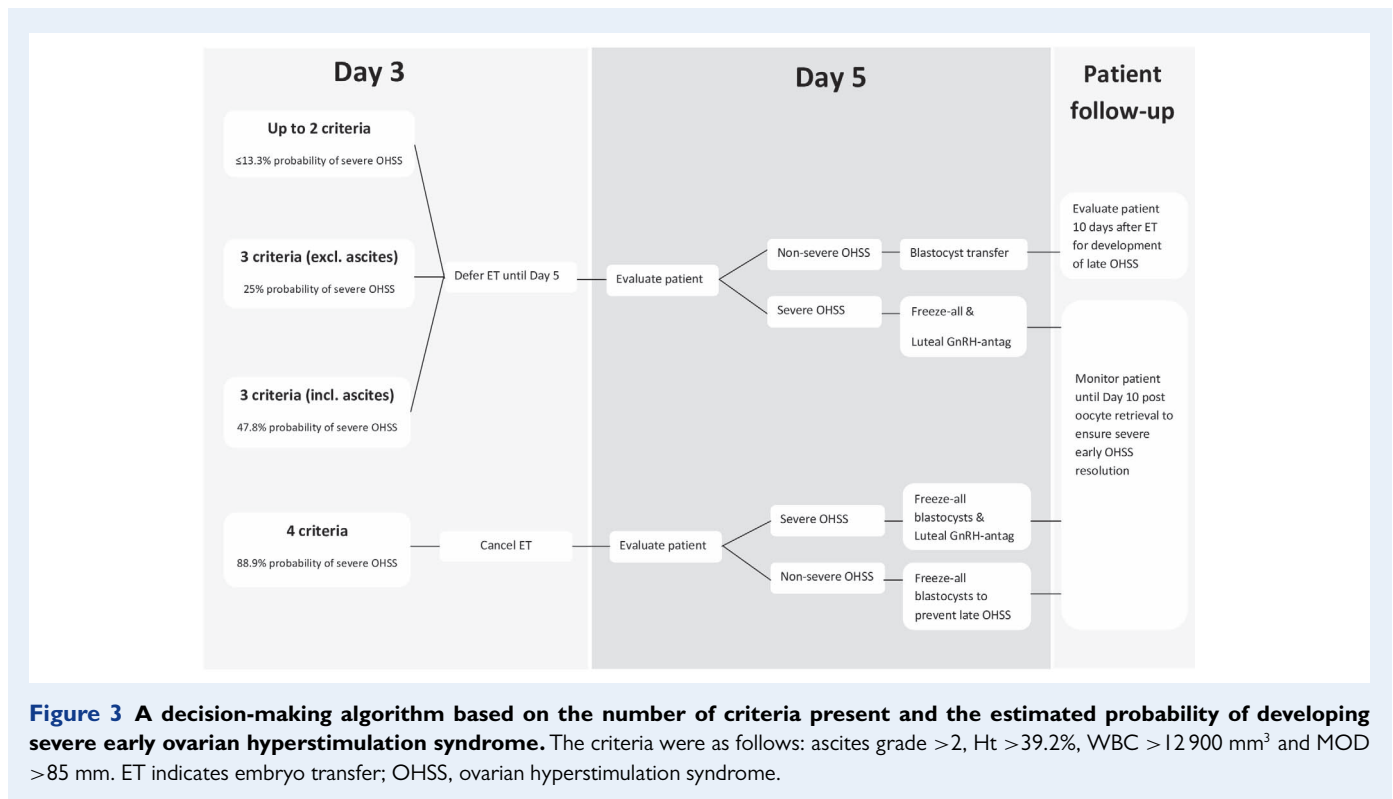 Day 3
Up to 2 criteria
≤13.3% probability of severe OHSS
3 criteria (excl. ascites)
25% probability of severe OHSS
3 criteria (incl. ascites)
47.8% probability of severe OHSS
4 criteria
88.9% probability of severe OHSS
Defer ET until Day 5
Cancel ET
Day 5
Evaluate patient
Non-severe OHSS
Blastocyst transfer
Severe OHSS
Freeze-all &
Luteal GnRH-antag
Evaluate patient
Severe OHSS
Freeze-all
blastocysts &
Luteal GnRH-antag
Non-severe OHSS
Freeze-all
blastocysts to
prevent late OHSS
Patient
follow-up
Evaluate patient
10 days after ET
for development
of late OHSS
Monitor patient
until Day 10 post
oocyte retrieval to
ensure severe
early OHSS
resolution
Figure 3 A decision-making algorithm based on the number of criteria present and the estimated probability of developing
severe early ovarian hyperstimulation syndrome. The criteria were as follows: ascites grade >2, Ht >39.2%, WBC >12 900 mm³ and MOD
>85 mm. ET indicates embryo transfer; OHSS, ovarian hyperstimulation syndrome.